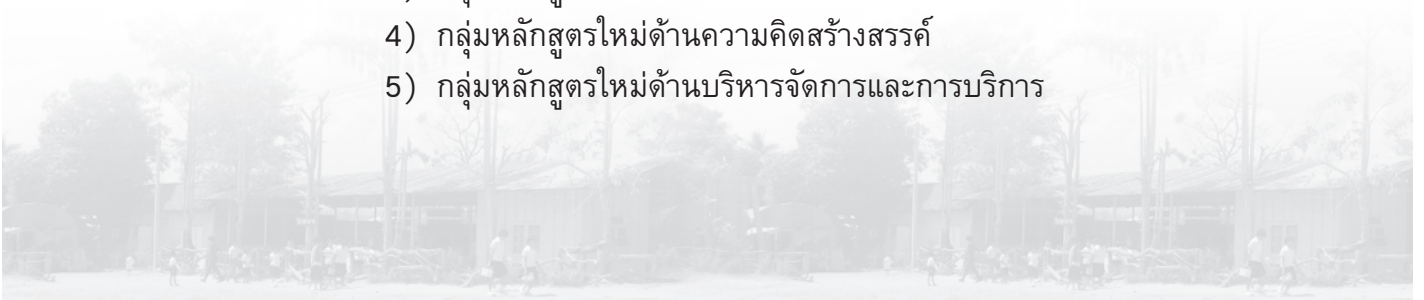 4) กลุ่มหลักสูตรใหม่ด้านความคิดสร้างสรรค์
5) กลุ่มหลักสูตรใหม่ด้านบริหารจัดการและการบริการ